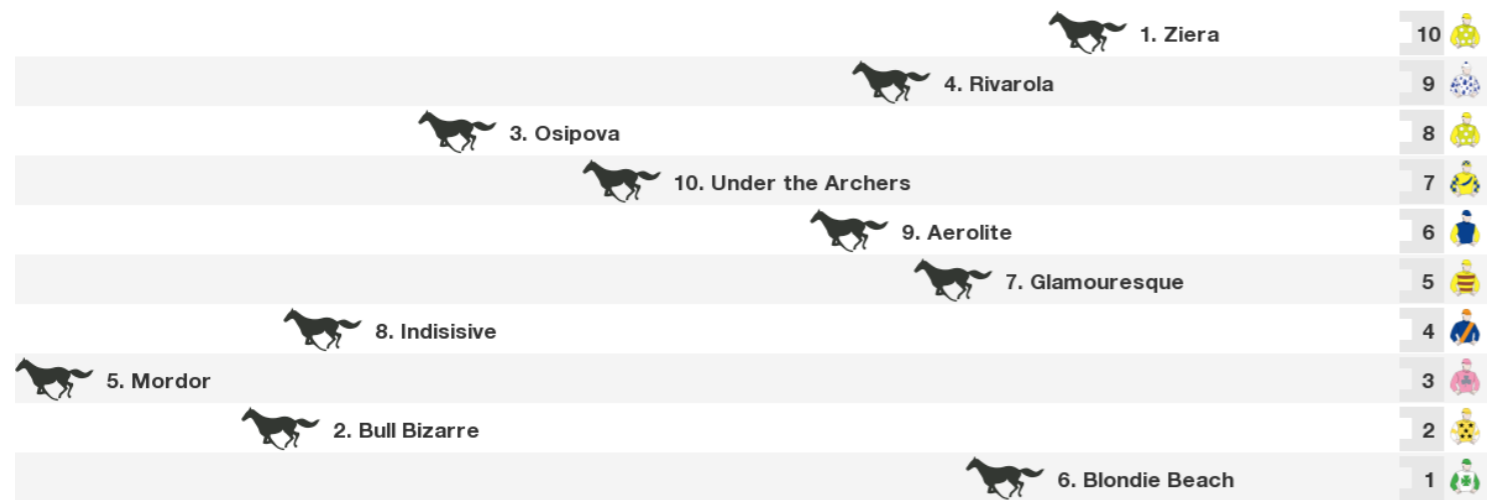 1. Ziera 10
4. Rivarola 9
3. Osipova 8
10. Under the Archers 7
9. Aerolite 6
7. Glamouresque 5
8. Indisisive 4
5. Mordor 3
2. Bull Bizarre 2
6. Blondie Beach 1